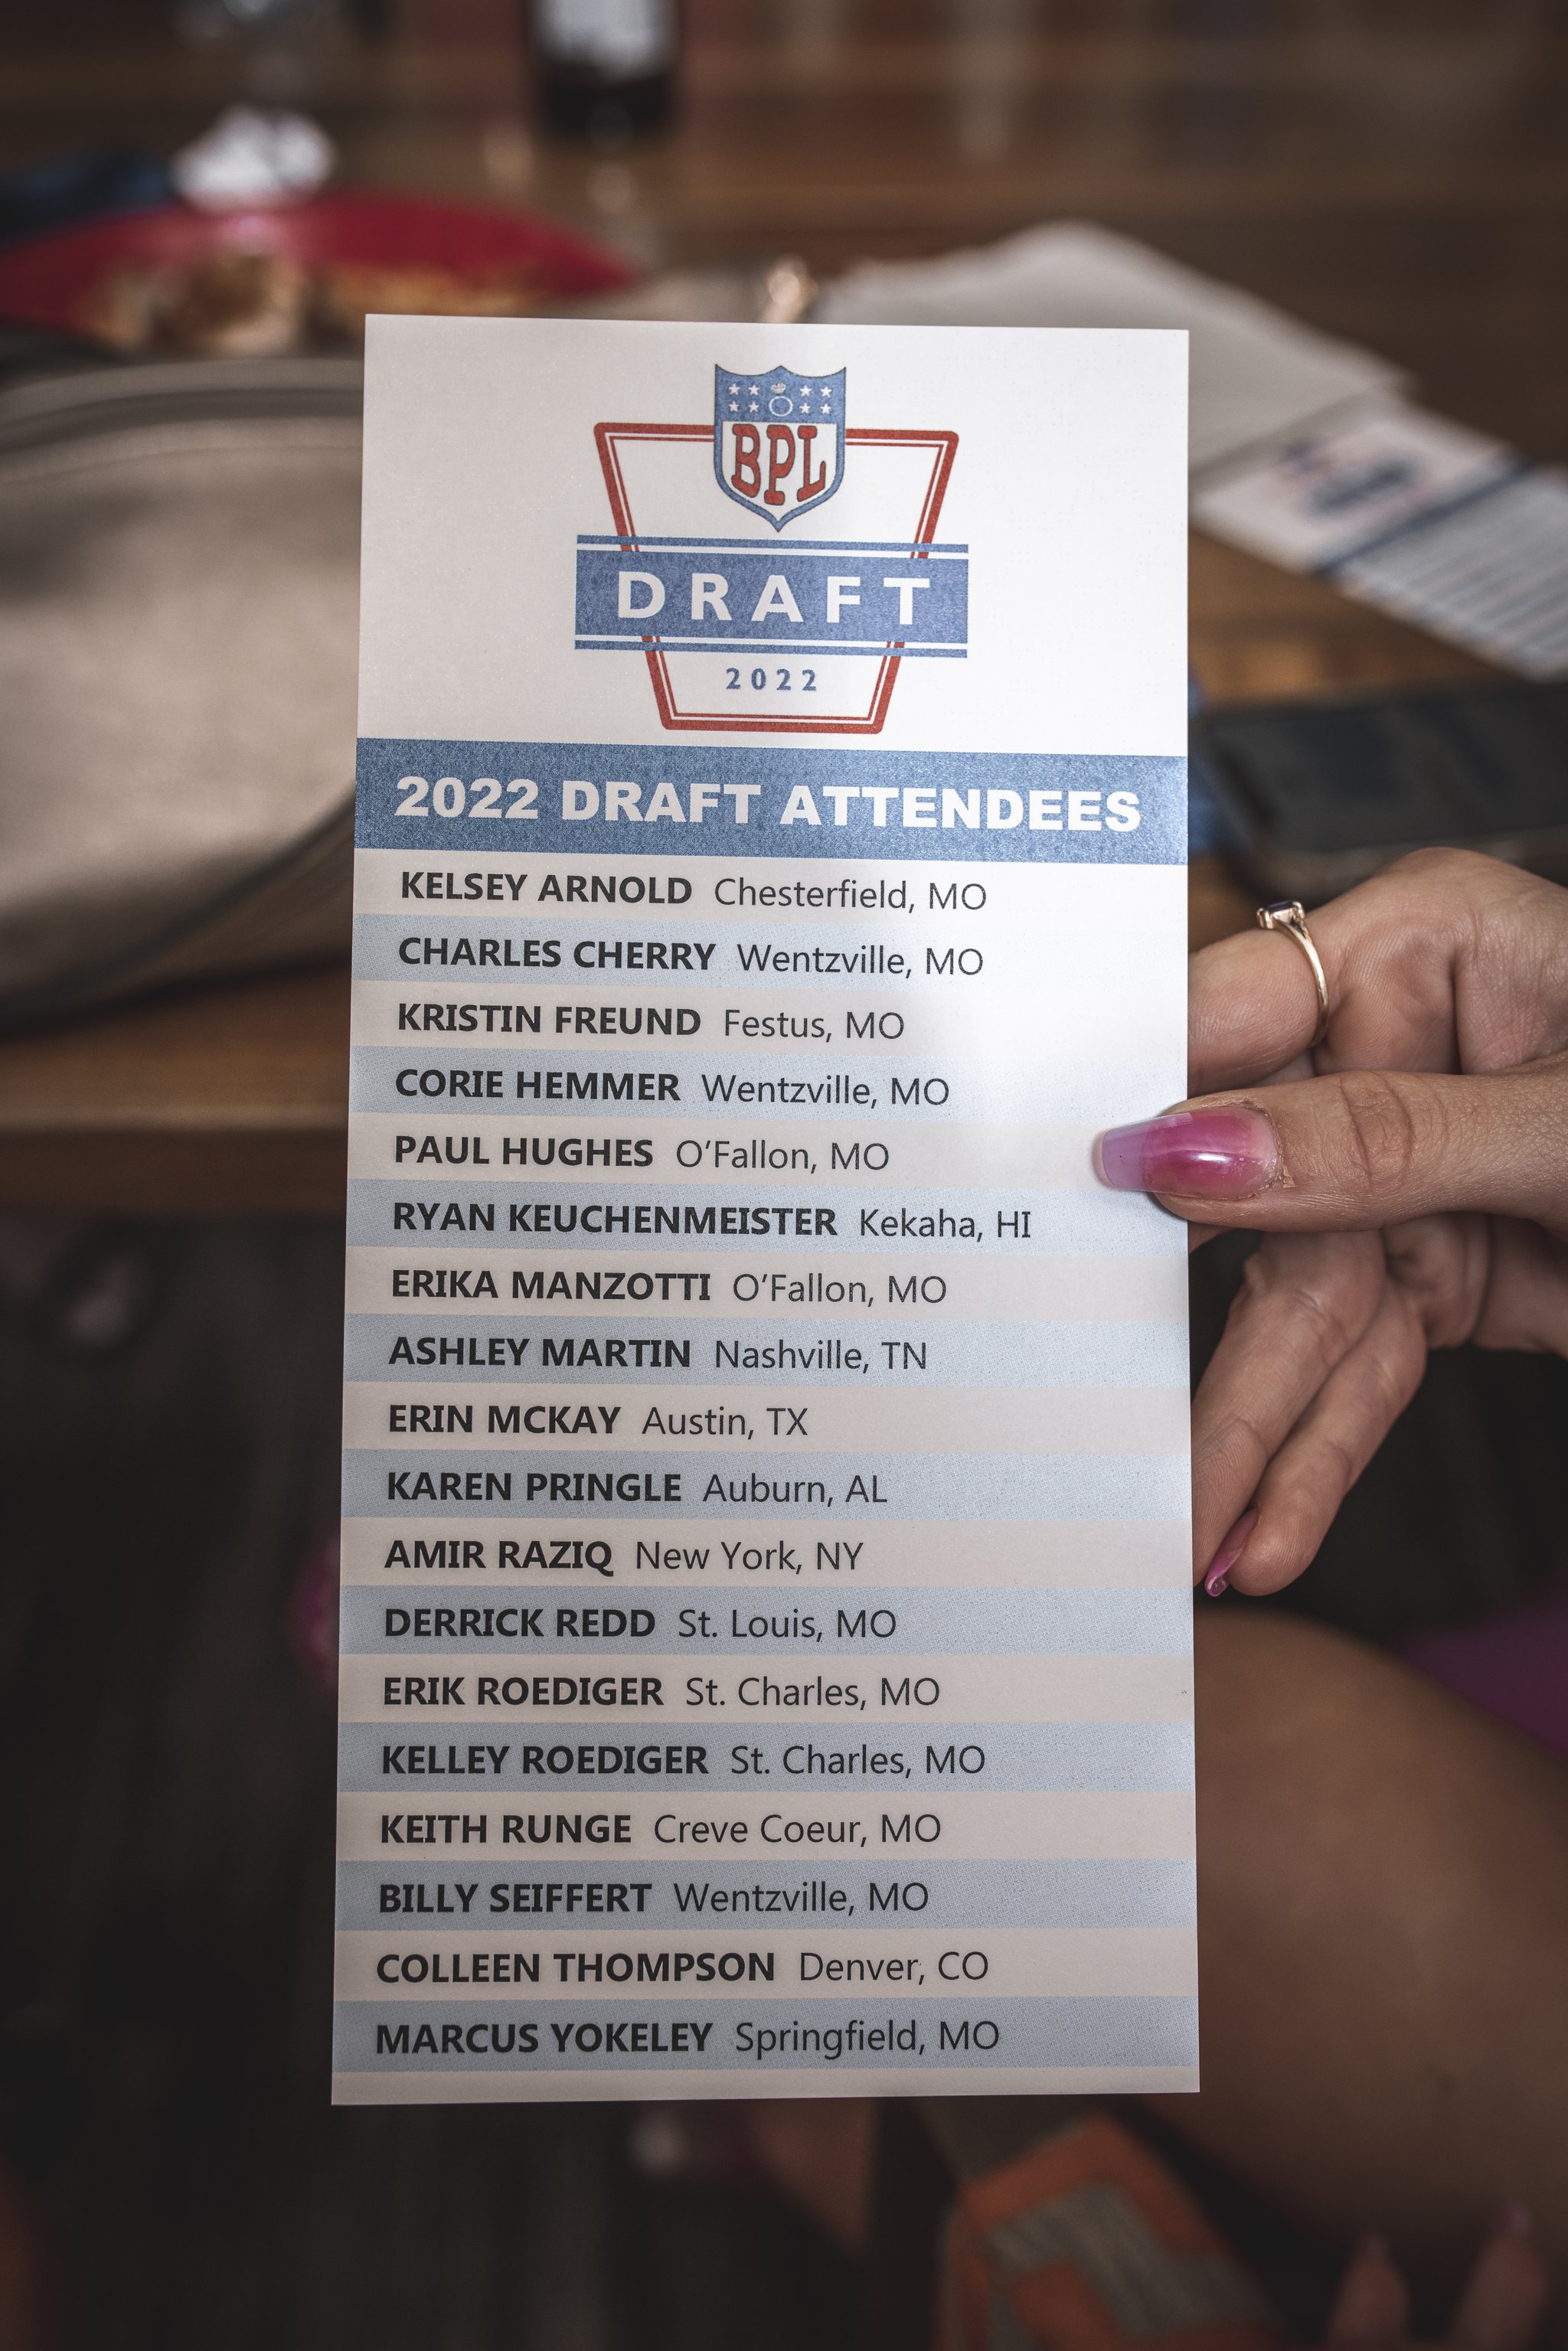 BPL
DRAFT
2022
2022 DRAFT ATTENDEES
KELSEY ARNOLD Chesterfield, MO
CHARLES CHERRY Wentzville, MO
KRISTIN FREUND Festus, MO
CORIE HEMMER Wentzville, MO
PAUL HUGHES O’Fallon, MO
RYAN KEUCHENMEISTER Kekaha, HI
ERIKA MANZOTTI O’Fallon, MO
ASHLEY MARTIN Nashville, TN
ERIN MCKAY Austin, TX
KAREN PRINGLE Auburn, AL
AMIR RAZIQ New York, NY
DERRICK REDD St. Louis, MO
ERIK ROEDIGER St. Charles, MO
KELLEY ROEDIGER St. Charles, MO
KEITH RUNGE Creve Coeur, MO
BILLY SEIFFERT Wentzville, MO
COLLEEN THOMPSON Denver, CO
MARCUS YOKELEY Springfield, MO